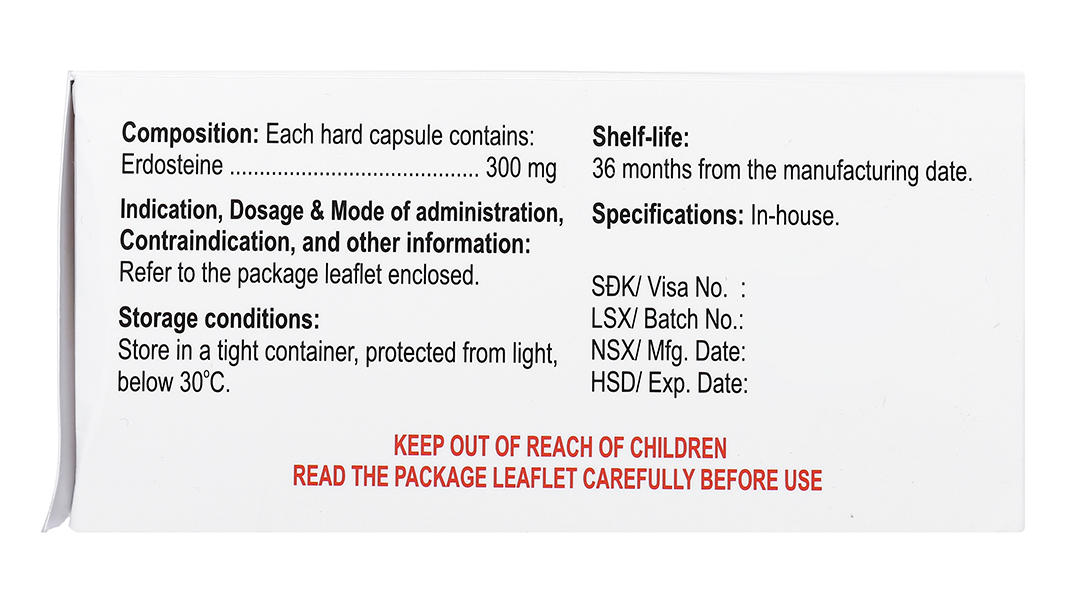 Composition: Each hard capsule contains:
Erdosteine .......................................... 300 mg
Indication, Dosage & Mode of administration,
Contraindication, and other information:
Refer to the package leaflet enclosed.
Storage conditions:
Store in a tight container, protected from light,
below 30°C.
Shelf-life:
36 months from the manufacturing date.
Specifications: In-house.
SĐK/ Visa No. :
LSX/ Batch No.:
NSX/ Mfg. Date:
HSD/ Exp. Date:
KEEP OUT OF REACH OF CHILDREN
READ THE PACKAGE LEAFLET CAREFULLY BEFORE USE